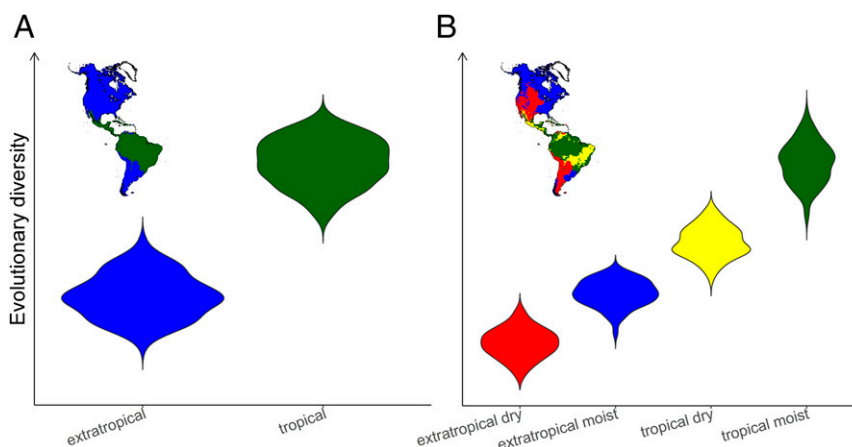 A
B
Evolutionary diversity
extratropical
tropical
extratropical dry
extratropical moist
tropical dry
tropical moist